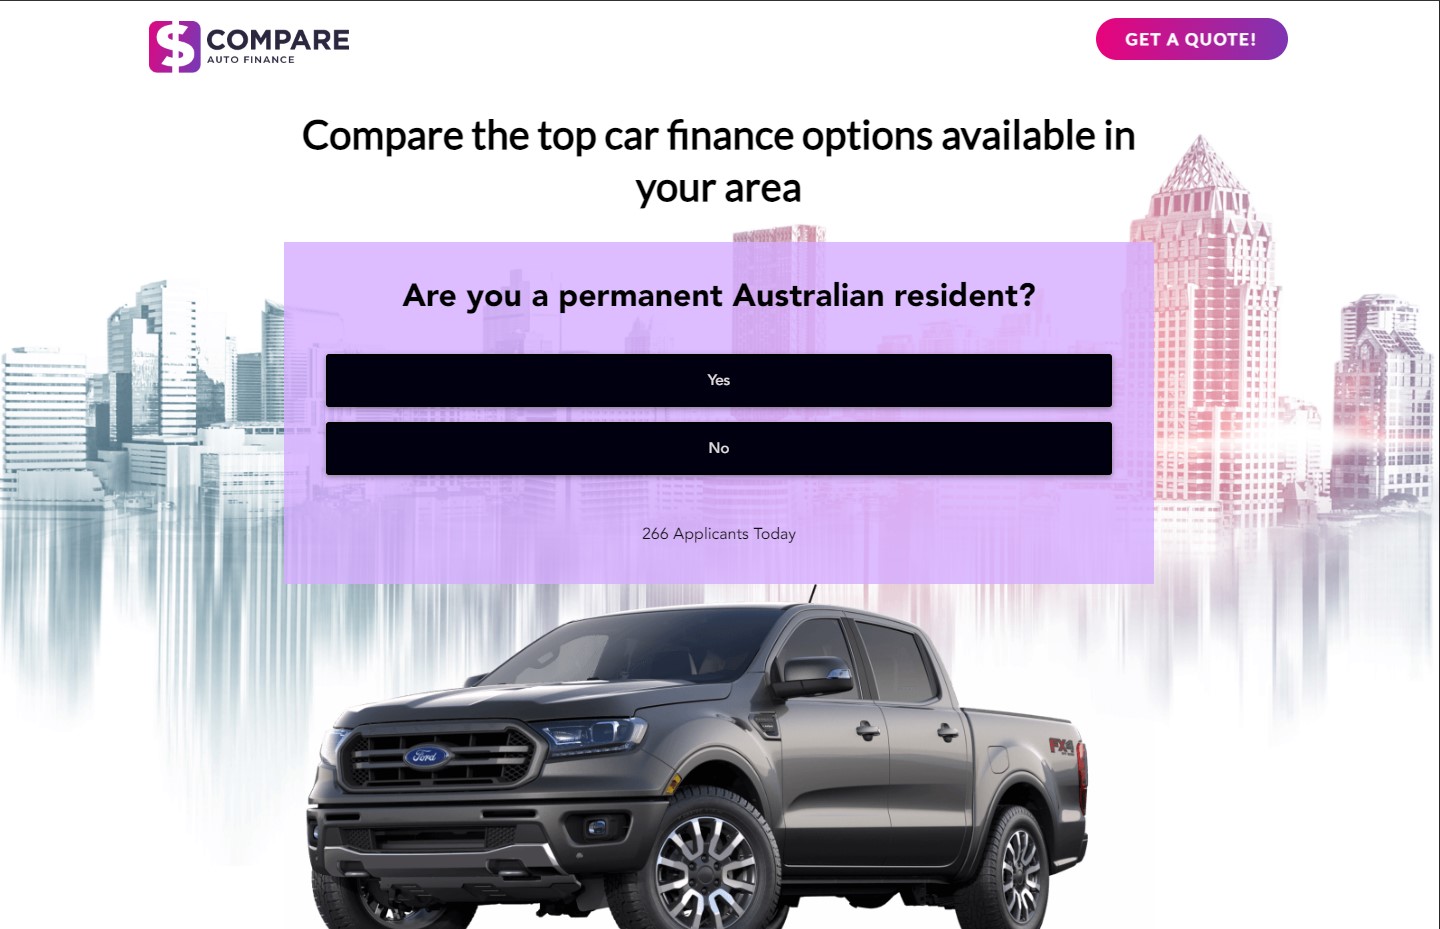 COMPARE
AUTO FINANCE
GET A QUOTE!
Compare the top car finance options available in
your area
Are you a permanent Australian resident?
Yes
No
266 Applicants Today
Ford
FX4